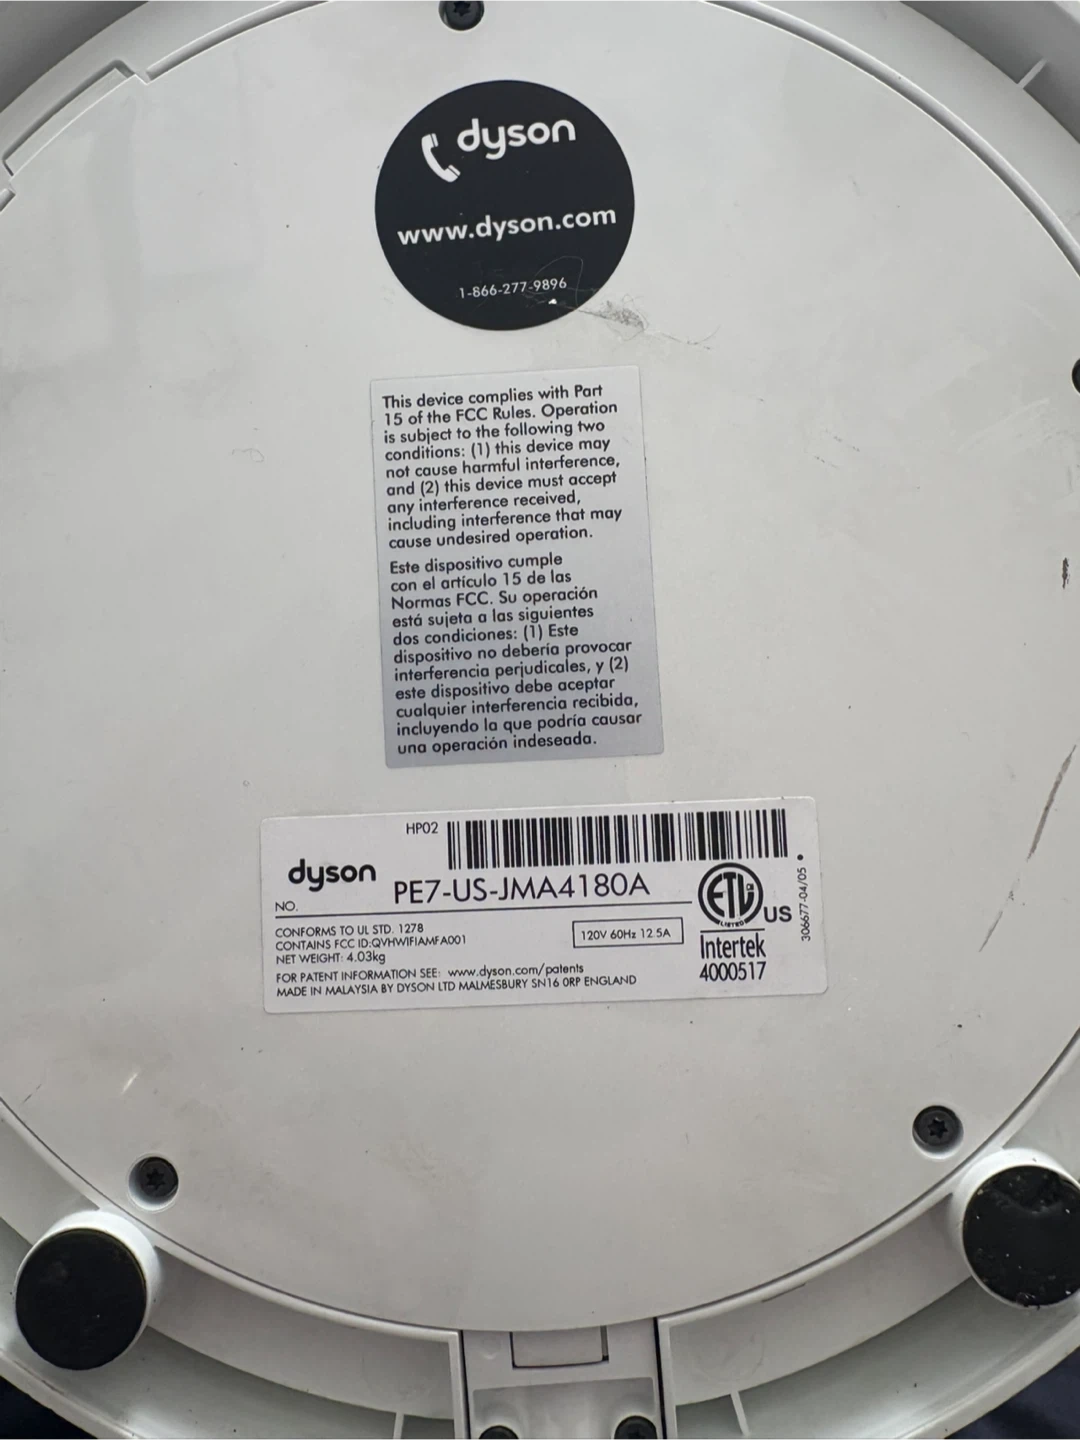 dyson
www.dyson.com
1-866-277-9896
This device complies with Part
15 of the FCC Rules. Operation
is subject to the following two
conditions: (1) this device may
not cause harmful interference,
and (2) this device must accept
any interference received,
including interference that may
cause undesired operation.
Este dispositivo cumple
con el artículo 15 de las
Normas FCC. Su operación
está sujeta a las siguientes
dos condiciones: (1) Este
dispositivo no debería provocar
interferencia perjudicales, y (2)
este dispositivo debe aceptar
cualquier interferencia recibida,
incluyendo la que podría causar
una operación indeseada.
HP02
dyson
NO. PE7-US-JMA4180A
CONFORMS TO UL STD. 1278
CONTAINS FCC ID:QVHWIFIAMFA001
NET WEIGHT: 4.03kg
120V 60Hz 12.5A
FOR PATENT INFORMATION SEE: www.dyson.com/patents
MADE IN MALAYSIA BY DYSON LTD MALMESBURY SN16 0RP ENGLAND
ETL US
LISTED
Intertek
4000517
306677-04/05